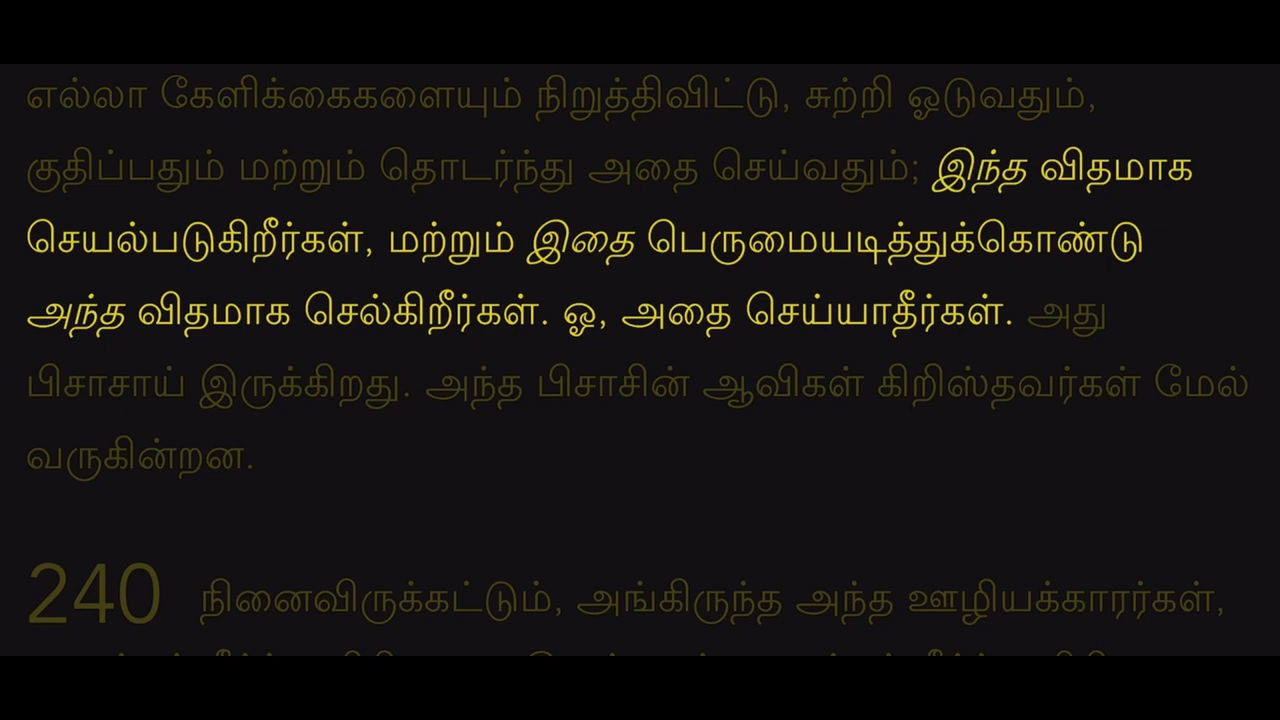 எல்லா கேளிக்கைகளையும் நிறுத்திவிட்டு, சுற்றி ஓடுவதும்,
குதிப்பதும் மற்றும் தொடர்ந்து அதை செய்வதும்; இந்த விதமாக
செயல்படுகிறீர்கள், மற்றும் இதை பெருமையடித்துக்கொண்டு
அந்த விதமாக செல்கிறீர்கள். ஓ, அதை செய்யாதீர்கள். அது
பிசாசாய் இருக்கிறது. அந்த பிசாசின் ஆவிகள் கிறிஸ்தவர்கள் மேல்
வருகின்றன.
240 நினைவிருக்கட்டும், அங்கிருந்த அந்த ஊழியக்காரர்கள்,